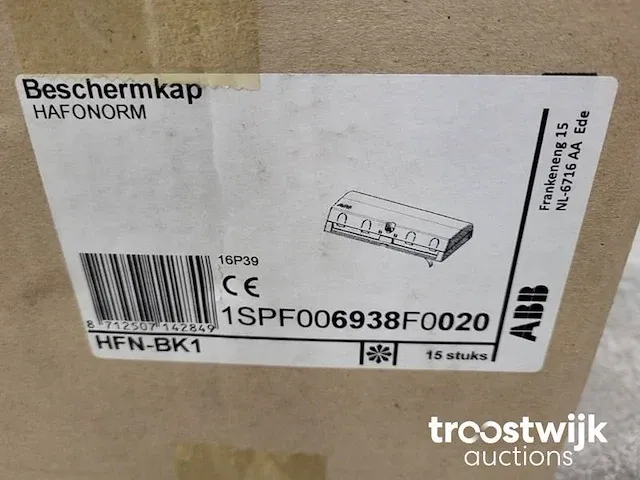 Beschermkap
HAFONORM
Frankeneng 15
NL-6716 AA Ede
ABB
16P39
CE
8 712507 142849
1SPF006938F0020
HFN-BK1
15 stuks
ABB
troostwijk
auctions